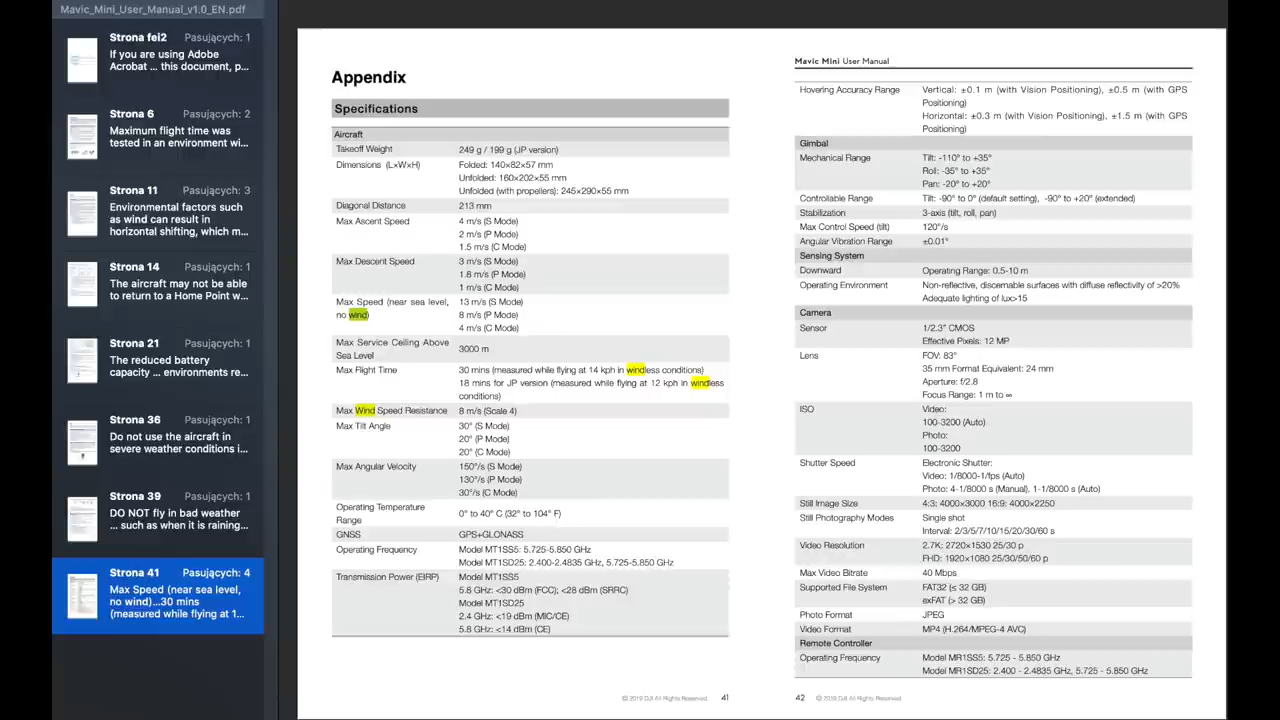 Mavic_Mini_User_Manual_v1.0_EN.pdf
Strona fei2 Pasujących: 1
If you are using Adobe
Acrobat ... this document, p...
Strona 6 Pasujących: 2
Maximum flight time was
tested in an environment wi...
Strona 11 Pasujących: 3
Environmental factors such
as wind can result in
horizontal shifting, which m...
Strona 14 Pasujących: 1
The aircraft may not be able
to return to a Home Point w...
Strona 21 Pasujących: 1
The reduced battery
capacity ... environments re...
Strona 36 Pasujących: 1
Do not use the aircraft in
severe weather conditions i...
Strona 39 Pasujących: 1
DO NOT fly in bad weather
... such as when it is raining...
Strona 41 Pasujących: 4
Max Speed (near sea level,
no wind)...30 mins
(measured while flying at 1...
Appendix
Specifications
Aircraft
Takeoff Weight 249 g / 199 g (JP version)
Dimensions (L×W×H) Folded: 140×82×57 mm
Unfolded: 160×202×55 mm
Unfolded (with propellers): 245×290×55 mm
Diagonal Distance 213 mm
Max Ascent Speed 4 m/s (S Mode)
2 m/s (P Mode)
1.5 m/s (C Mode)
Max Descent Speed 3 m/s (S Mode)
1.8 m/s (P Mode)
1 m/s (C Mode)
Max Speed (near sea level, 13 m/s (S Mode)
no wind) 8 m/s (P Mode)
4 m/s (C Mode)
Max Service Ceiling Above
Sea Level 3000 m
Max Flight Time 30 mins (measured while flying at 14 kph in windless conditions)
18 mins for JP version (measured while flying at 12 kph in windless
conditions)
Max Wind Speed Resistance 8 m/s (Scale 4)
Max Tilt Angle 30° (S Mode)
20° (P Mode)
20° (C Mode)
Max Angular Velocity 150°/s (S Mode)
130°/s (P Mode)
30°/s (C Mode)
Operating Temperature
Range 0° to 40° C (32° to 104° F)
GNSS GPS+GLONASS
Operating Frequency Model MT1SS5: 5.725-5.850 GHz
Model MT1SD25: 2.400-2.4835 GHz, 5.725-5.850 GHz
Transmission Power (EIRP) Model MT1SS5
5.8 GHz: <30 dBm (FCC); <28 dBm (SRRC)
Model MT1SD25
2.4 GHz: <19 dBm (MIC/CE)
5.8 GHz: <14 dBm (CE)
© 2019 DJI All Rights Reserved. 41
Mavic Mini User Manual
Hovering Accuracy Range Vertical: ±0.1 m (with Vision Positioning), ±0.5 m (with GPS
Positioning)
Horizontal: ±0.3 m (with Vision Positioning), ±1.5 m (with GPS
Positioning)
Gimbal
Mechanical Range Tilt: -110° to +35°
Roll: -35° to +35°
Pan: -20° to +20°
Controllable Range Tilt: -90° to 0° (default setting), -90° to +20° (extended)
Stabilization 3-axis (tilt, roll, pan)
Max Control Speed (tilt) 120°/s
Angular Vibration Range ±0.01°
Sensing System
Downward Operating Range: 0.5-10 m
Operating Environment Non-reflective, discernable surfaces with diffuse reflectivity of >20%
Adequate lighting of lux>15
Camera
Sensor 1/2.3" CMOS
Effective Pixels: 12 MP
Lens FOV: 83°
35 mm Format Equivalent: 24 mm
Aperture: f/2.8
Focus Range: 1 m to ∞
ISO Video:
100-3200 (Auto)
Photo:
100-3200
Shutter Speed Electronic Shutter:
Video: 1/8000-1/fps (Auto)
Photo: 4-1/8000 s (Manual), 1-1/8000 s (Auto)
Still Image Size 4:3: 4000×3000 16:9: 4000×2250
Still Photography Modes Single shot
Interval: 2/3/5/7/10/15/20/30/60 s
Video Resolution 2.7K: 2720×1530 25/30 p
FHD: 1920×1080 25/30/50/60 p
Max Video Bitrate 40 Mbps
Supported File System FAT32 (≤ 32 GB)
exFAT (> 32 GB)
Photo Format JPEG
Video Format MP4 (H.264/MPEG-4 AVC)
Remote Controller
Operating Frequency Model MR1SS5: 5.725 - 5.850 GHz
Model MR1SD25: 2.400 - 2.4835 GHz, 5.725 - 5.850 GHz
42 © 2019 DJI All Rights Reserved.